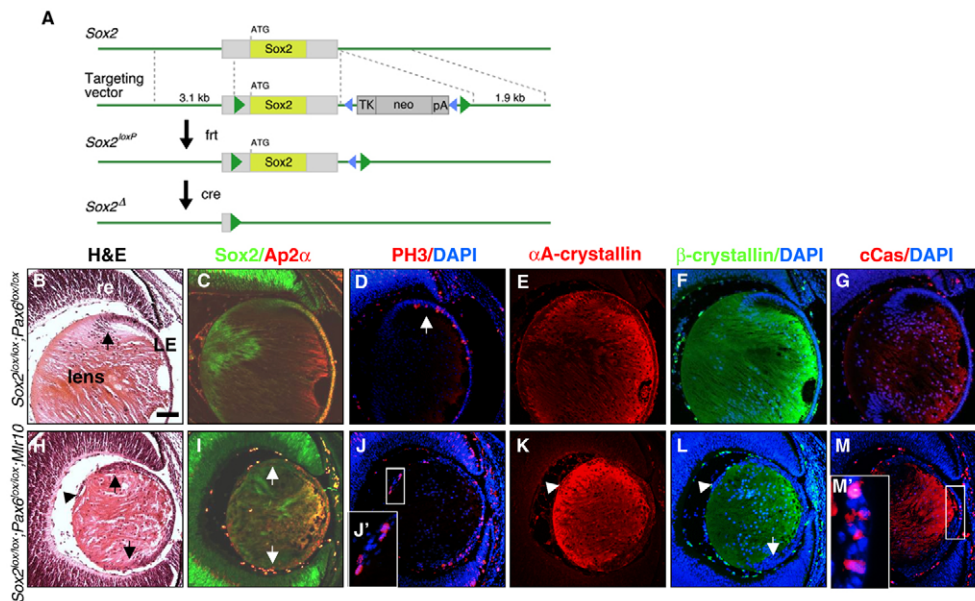 A
Sox2
ATG
Sox2
Targeting
vector
3.1 kb
ATG
Sox2
TK neo pA
1.9 kb
frt
Sox2loxP
ATG
Sox2
cre
Sox2Δ
H&E
Sox2/Ap2α
PH3/DAPI
αA-crystallin
β-crystallin/DAPI
cCas/DAPI
Sox2lox/lox;Pax6lox/lox
B
re
LE
lens
C
D
E
F
G
Sox2lox/lox;Pax6lox/lox;Mlr10
H
I
J
J'
K
L
M
M'